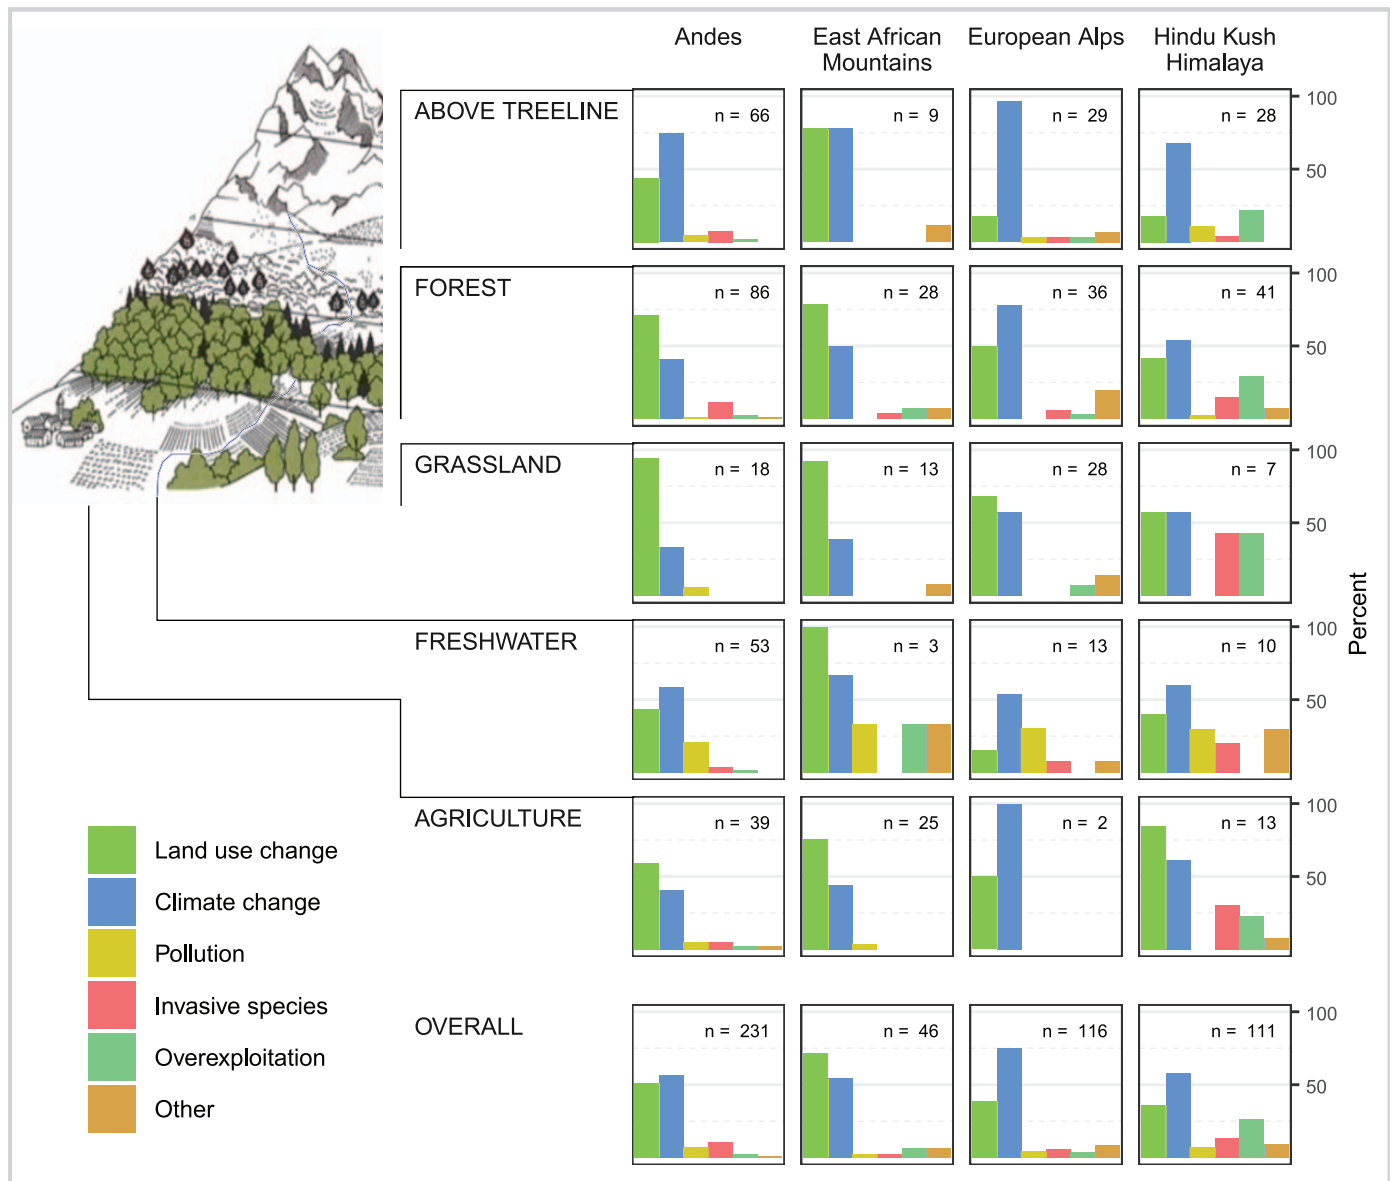 Andes
East African
Mountains
European Alps
Hindu Kush
Himalaya
ABOVE TREELINE
n = 66
n = 9
n = 29
n = 28
100
50
FOREST
n = 86
n = 28
n = 36
n = 41
100
50
GRASSLAND
n = 18
n = 13
n = 28
n = 7
100
50
Percent
FRESHWATER
n = 53
n = 3
n = 13
n = 10
100
50
AGRICULTURE
n = 39
n = 25
n = 2
n = 13
100
50
Land use change
Climate change
Pollution
Invasive species
Overexploitation
Other
OVERALL
n = 231
n = 46
n = 116
n = 111
100
50